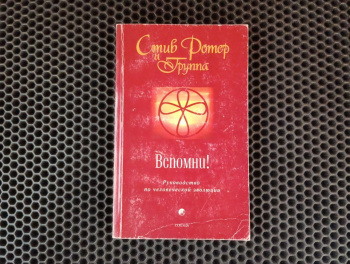 Стив Ротер
и
Группа
Вспомни!
Руководство
по человеческой эволюции